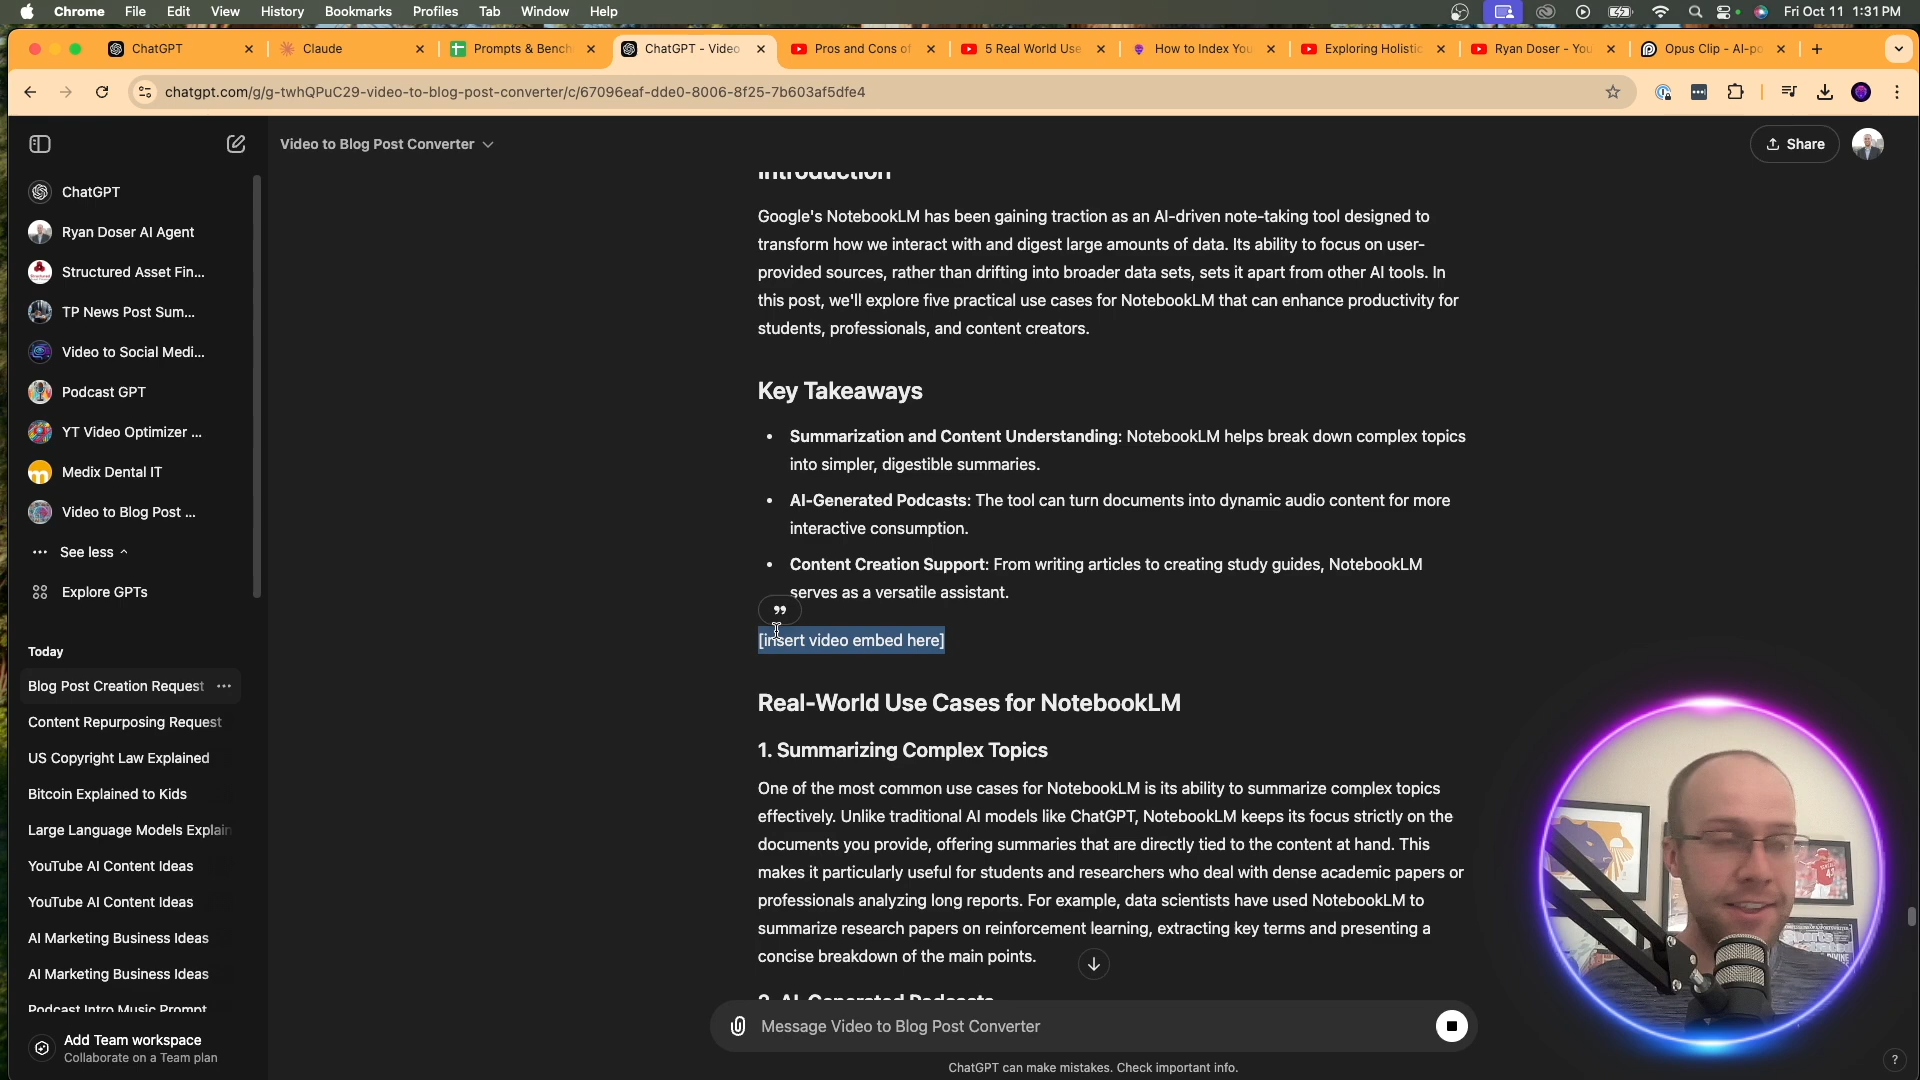 Chrome File Edit View History Bookmarks Profiles Tab Window Help Fri Oct 11 1:31 PM
ChatGPT Claude Prompts & Bench ChatGPT - Video Pros and Cons of 5 Real World Use How to Index You Exploring Holistic Ryan Doser - You Opus Clip - AI-po
chatgpt.com/g/g-twhQPuC29-video-to-blog-post-converter/c/67096eaf-dde0-8006-8f25-7b603af5dfe4
Video to Blog Post Converter
Share
ChatGPT
Ryan Doser AI Agent
Structured Asset Fin...
TP News Post Sum...
Video to Social Medi...
Podcast GPT
YT Video Optimizer ...
Medix Dental IT
Video to Blog Post ...
See less
Explore GPTs
Today
Blog Post Creation Request
Content Repurposing Request
US Copyright Law Explained
Bitcoin Explained to Kids
Large Language Models Explain
YouTube AI Content Ideas
YouTube AI Content Ideas
AI Marketing Business Ideas
AI Marketing Business Ideas
Podcast Intro Music Prompt
Add Team workspace
Collaborate on a Team plan
Introduction
Google's NotebookLM has been gaining traction as an AI-driven note-taking tool designed to
transform how we interact with and digest large amounts of data. Its ability to focus on user-
provided sources, rather than drifting into broader data sets, sets it apart from other AI tools. In
this post, we'll explore five practical use cases for NotebookLM that can enhance productivity for
students, professionals, and content creators.
Key Takeaways
• Summarization and Content Understanding: NotebookLM helps break down complex topics
into simpler, digestible summaries.
• AI-Generated Podcasts: The tool can turn documents into dynamic audio content for more
interactive consumption.
• Content Creation Support: From writing articles to creating study guides, NotebookLM
serves as a versatile assistant.
[insert video embed here]
Real-World Use Cases for NotebookLM
1. Summarizing Complex Topics
One of the most common use cases for NotebookLM is its ability to summarize complex topics
effectively. Unlike traditional AI models like ChatGPT, NotebookLM keeps its focus strictly on the
documents you provide, offering summaries that are directly tied to the content at hand. This
makes it particularly useful for students and researchers who deal with dense academic papers or
professionals analyzing long reports. For example, data scientists have used NotebookLM to
summarize research papers on reinforcement learning, extracting key terms and presenting a
concise breakdown of the main points.
2. AI-Generated Podcasts
Message Video to Blog Post Converter
ChatGPT can make mistakes. Check important info.
?